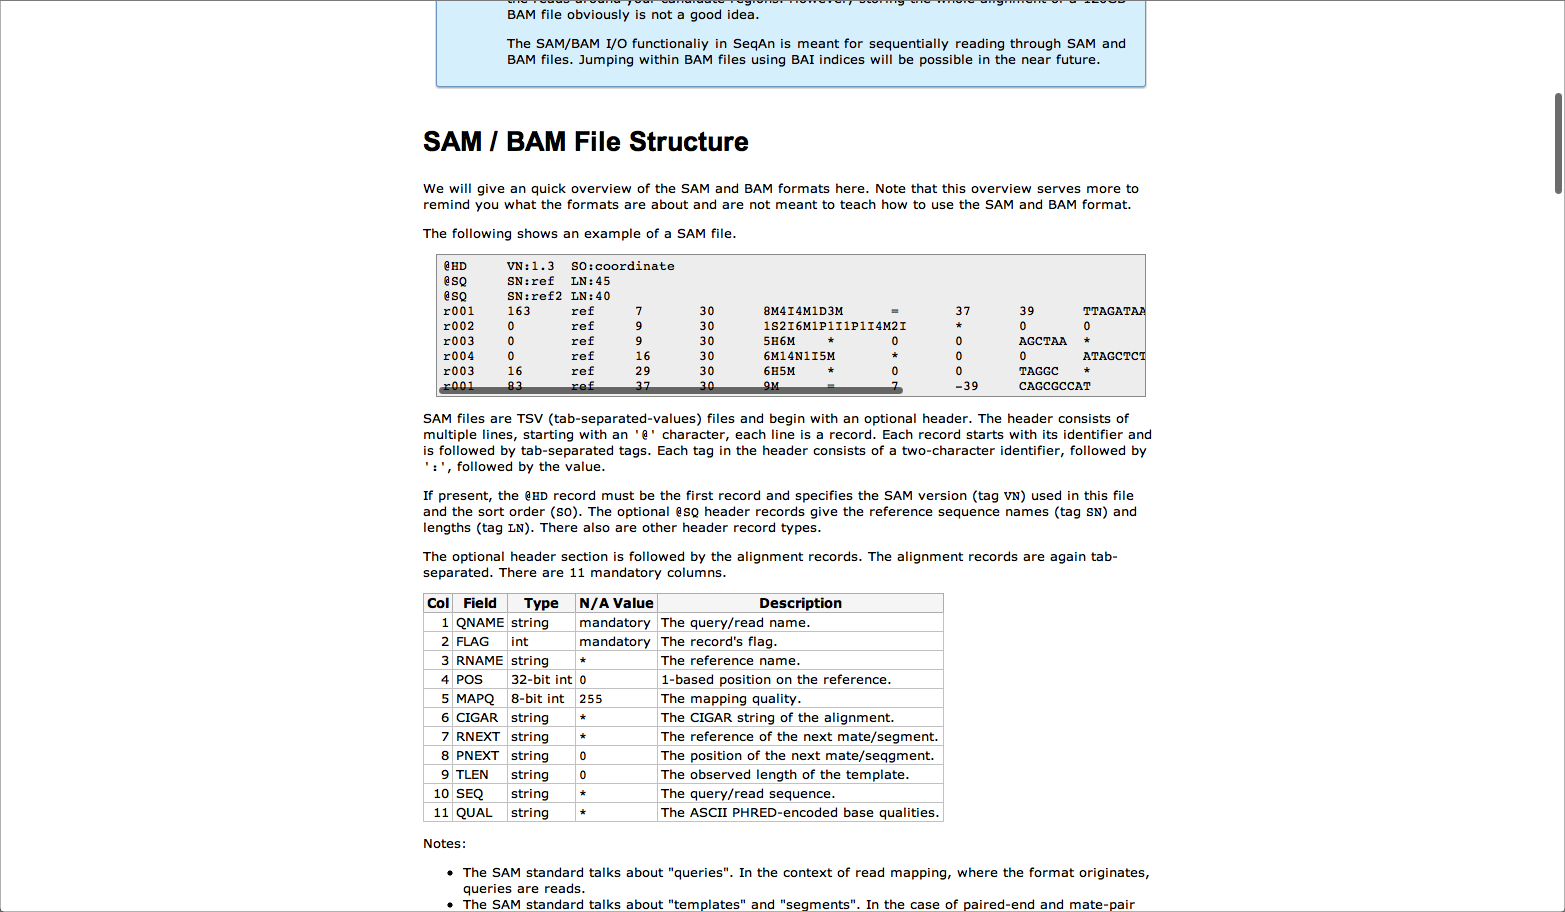 BAM file obviously is not a good idea.
The SAM/BAM I/O functionaliy in SeqAn is meant for sequentially reading through SAM and
BAM files. Jumping within BAM files using BAI indices will be possible in the near future.
SAM / BAM File Structure
We will give an quick overview of the SAM and BAM formats here. Note that this overview serves more to
remind you what the formats are about and are not meant to teach how to use the SAM and BAM format.
The following shows an example of a SAM file.
@HD VN:1.3 SO:coordinate
@SQ SN:ref LN:45
@SQ SN:ref2 LN:40
r001 163 ref 7 30 8M4I4M1D3M = 37 39 TTAGATAA
r002 0 ref 9 30 1S2I6M1P1I1P1I4M2I * 0 0
r003 0 ref 9 30 5H6M * 0 0 AGCTAA *
r004 0 ref 16 30 6M14N1I5M * 0 0 ATAGCTCT
r003 16 ref 29 30 6H5M * 0 0 TAGGC *
r001 83 ref 37 30 9M = 7 -39 CAGCGCCAT
SAM files are TSV (tab-separated-values) files and begin with an optional header. The header consists of
multiple lines, starting with an '@' character, each line is a record. Each record starts with its identifier and
is followed by tab-separated tags. Each tag in the header consists of a two-character identifier, followed by
':', followed by the value.
If present, the @HD record must be the first record and specifies the SAM version (tag VN) used in this file
and the sort order (SO). The optional @SQ header records give the reference sequence names (tag SN) and
lengths (tag LN). There also are other header record types.
The optional header section is followed by the alignment records. The alignment records are again tab-
separated. There are 11 mandatory columns.
Col Field Type N/A Value Description
1 QNAME string mandatory The query/read name.
2 FLAG int mandatory The record's flag.
3 RNAME string * The reference name.
4 POS 32-bit int 0 1-based position on the reference.
5 MAPQ 8-bit int 255 The mapping quality.
6 CIGAR string * The CIGAR string of the alignment.
7 RNEXT string * The reference of the next mate/segment.
8 PNEXT string 0 The position of the next mate/seqgment.
9 TLEN string 0 The observed length of the template.
10 SEQ string * The query/read sequence.
11 QUAL string * The ASCII PHRED-encoded base qualities.
Notes:
• The SAM standard talks about "queries". In the context of read mapping, where the format originates,
queries are reads.
• The SAM standard talks about "templates" and "segments". In the case of paired-end and mate-pair